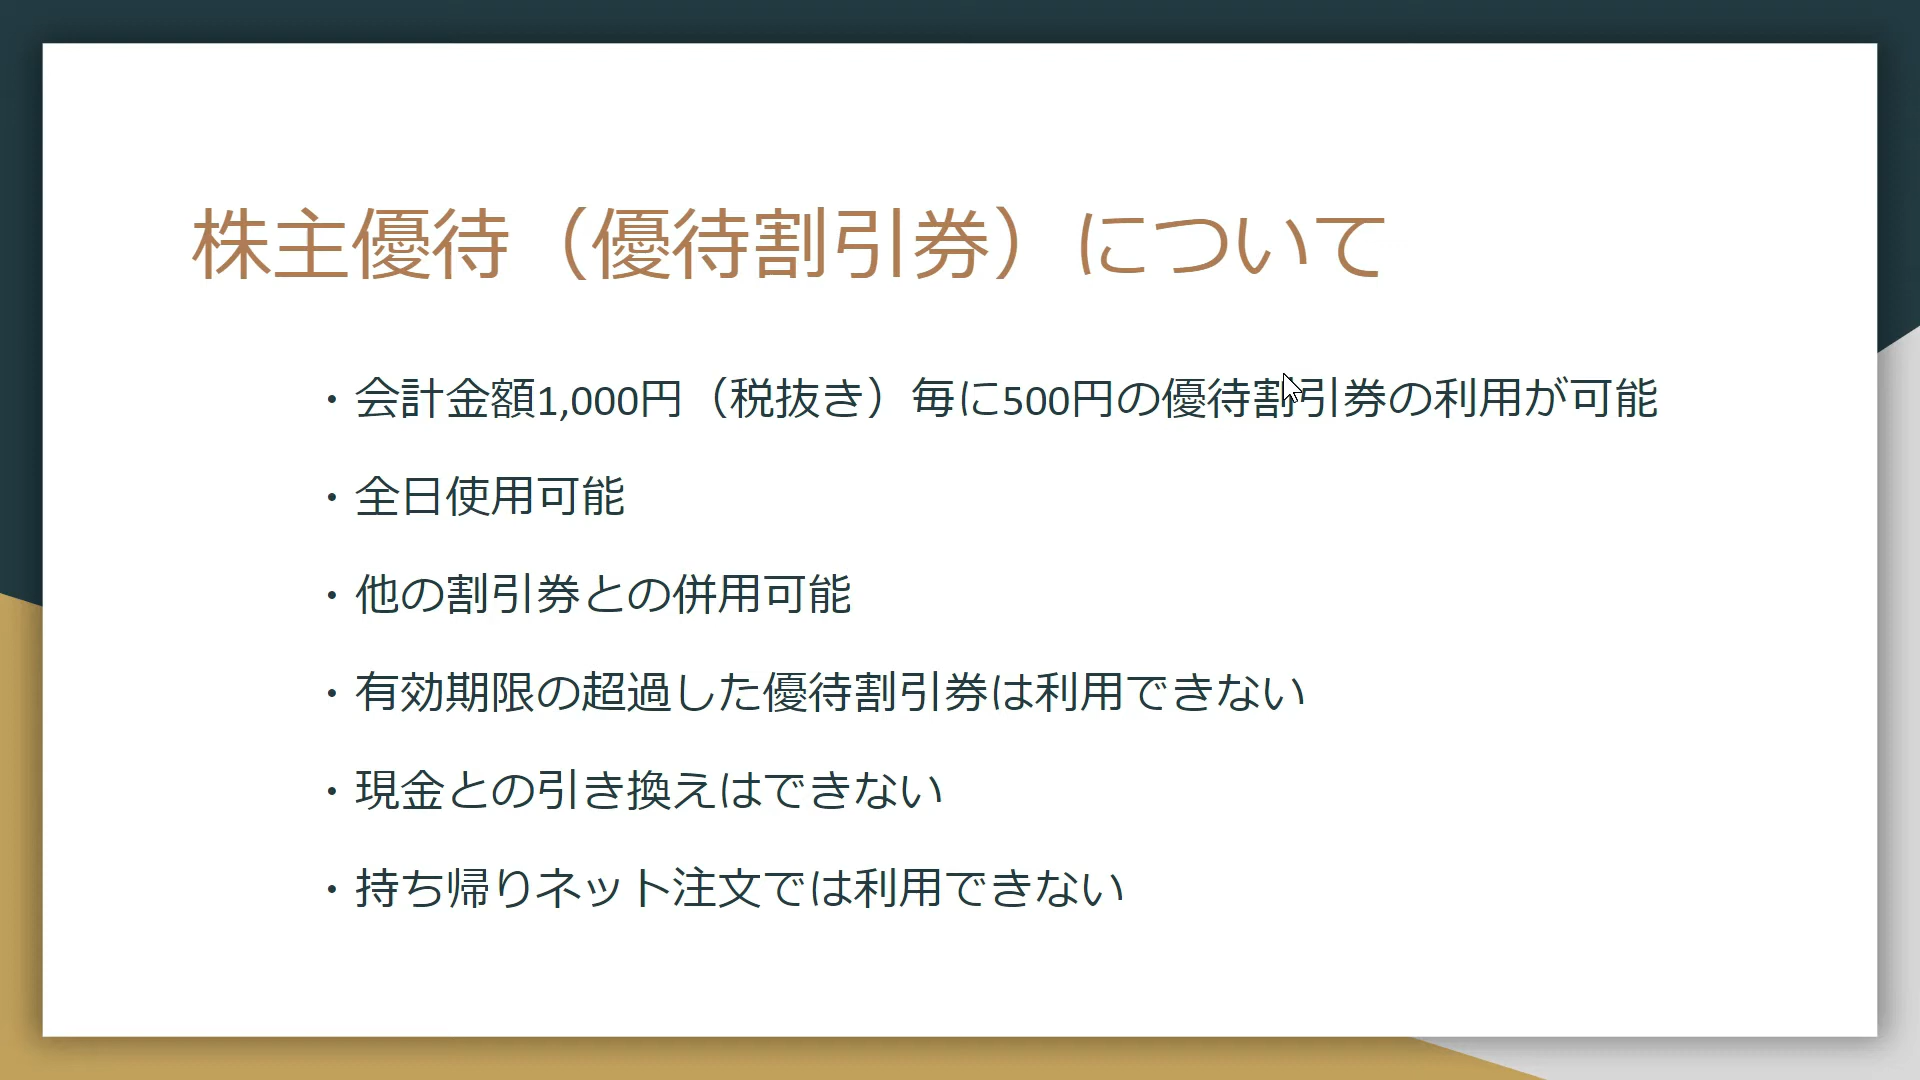 株主優待（優待割引券）について
・会計金額1,000円（税抜き）毎に500円の優待割引券の利用が可能
・全日使用可能
・他の割引券との併用可能
・有効期限の超過した優待割引券は利用できない
・現金との引き換えはできない
・持ち帰りネット注文では利用できない